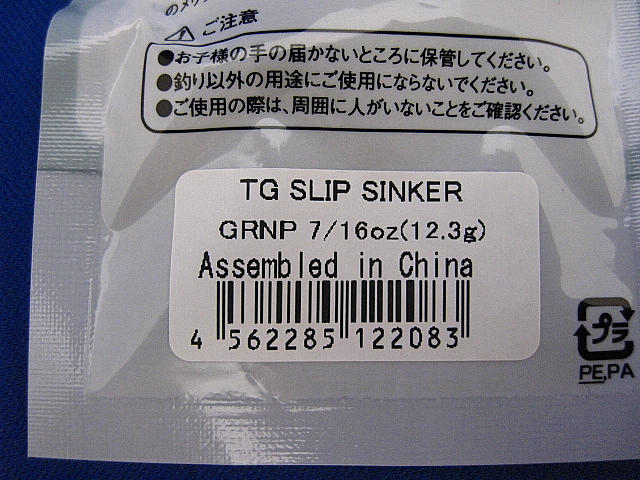 ご注意
●お子様の手の届かないところに保管してください。
●釣り以外の用途にご使用にならないでください。
●ご使用の際は、周囲に人がいないことをご確認ください。
TG SLIP SINKER
GRNP 7/16oz(12.3g)
Assembled in China
4 562285 122083
プラ
PE,PA